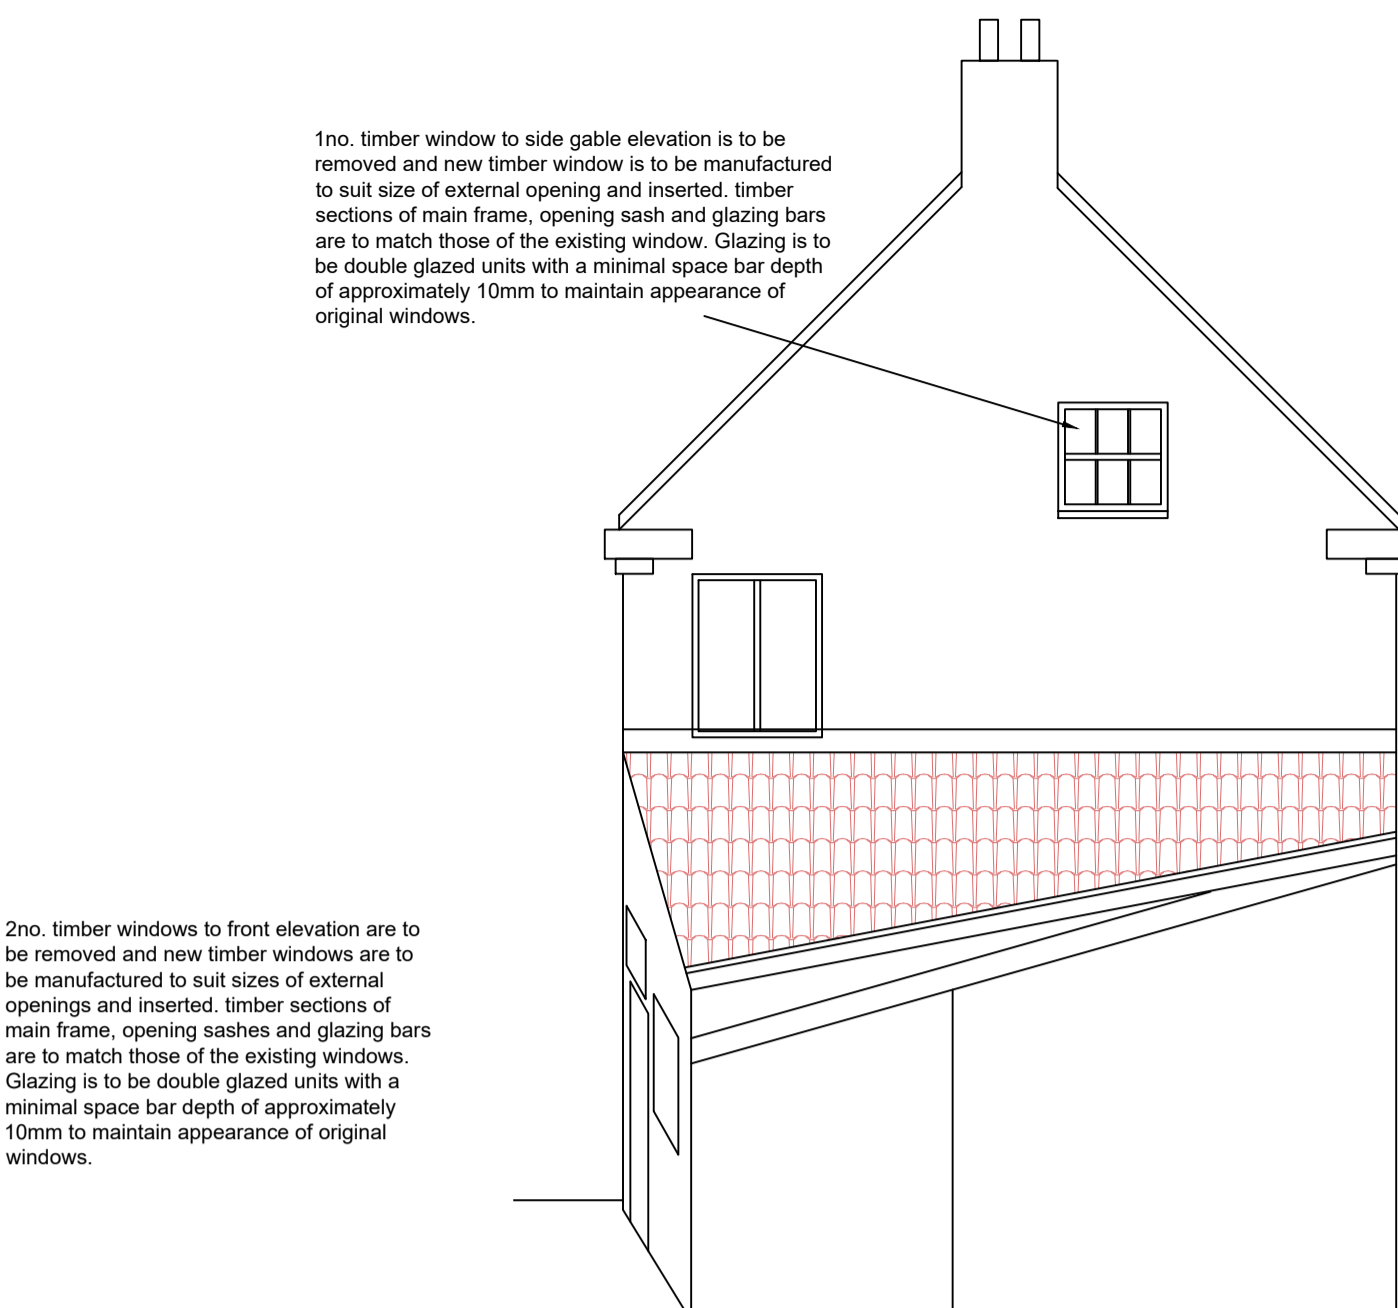 1no. timber window to side gable elevation is to be
removed and new timber window is to be manufactured
to suit size of external opening and inserted. timber
sections of main frame, opening sash and glazing bars
are to match those of the existing window. Glazing is to
be double glazed units with a minimal space bar depth
of approximately 10mm to maintain appearance of
original windows.
2no. timber windows to front elevation are to
be removed and new timber windows are to
be manufactured to suit sizes of external
openings and inserted. timber sections of
main frame, opening sashes and glazing bars
are to match those of the existing windows.
Glazing is to be double glazed units with a
minimal space bar depth of approximately
10mm to maintain appearance of original
windows.